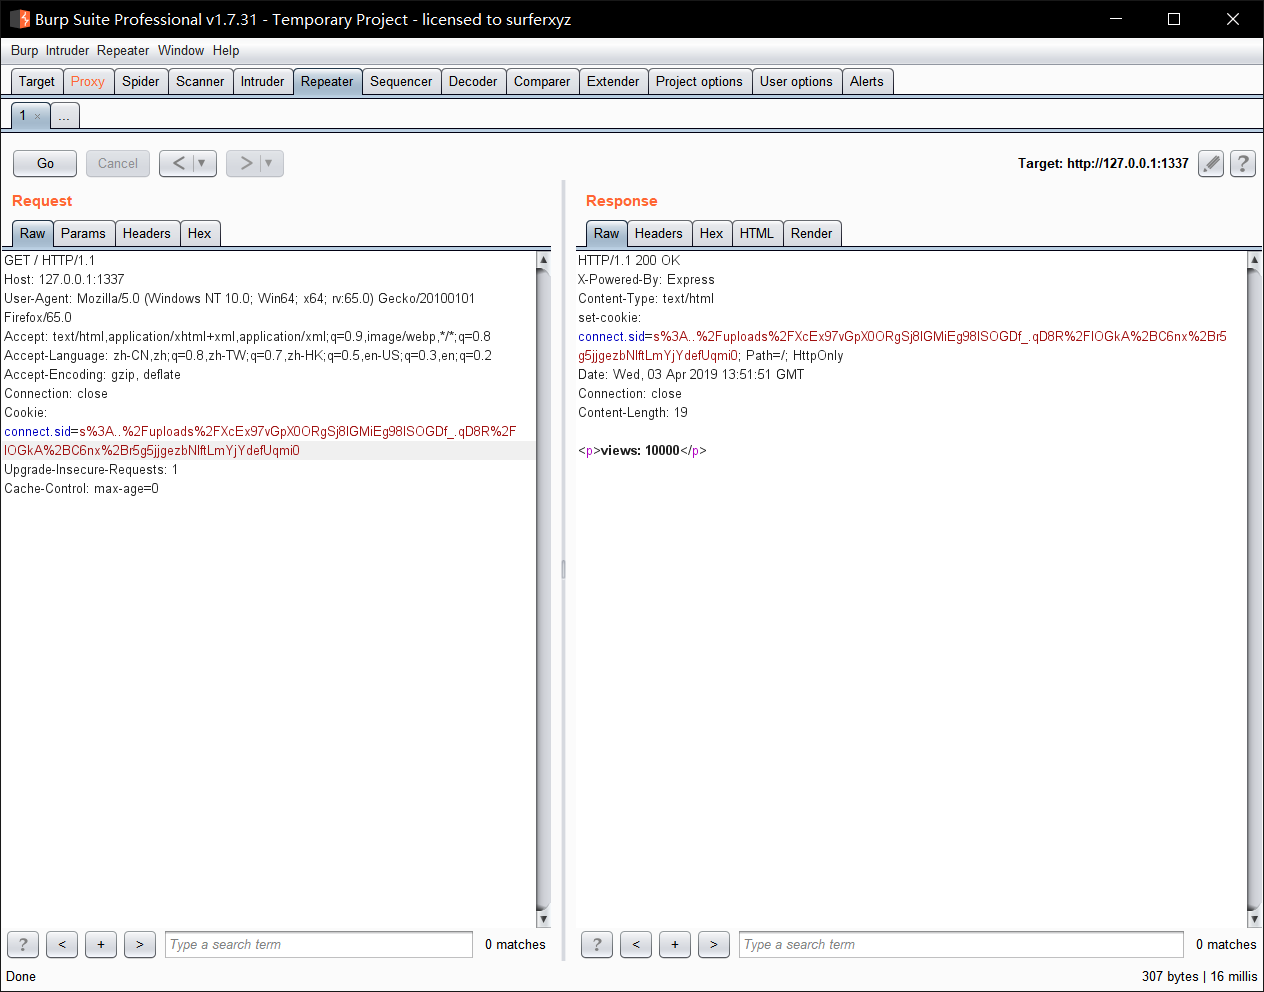 Burp Suite Professional v1.7.31 - Temporary Project - licensed to surferxyz
Burp Intruder Repeater Window Help
Target Proxy Spider Scanner Intruder Repeater Sequencer Decoder Comparer Extender Project options User options Alerts
1 × ...
Go Cancel < ▼ > ▼ Target: http://127.0.0.1:1337 ?
Request
Raw Params Headers Hex
GET / HTTP/1.1
Host: 127.0.0.1:1337
User-Agent: Mozilla/5.0 (Windows NT 10.0; Win64; x64; rv:65.0) Gecko/20100101
Firefox/65.0
Accept: text/html,application/xhtml+xml,application/xml;q=0.9,image/webp,*/*;q=0.8
Accept-Language: zh-CN,zh;q=0.8,zh-TW;q=0.7,zh-HK;q=0.5,en-US;q=0.3,en;q=0.2
Accept-Encoding: gzip, deflate
Connection: close
Cookie:
connect.sid=s%3A..%2Fuploads%2FXcEx97vGpX0ORgSj8lGMiEg98lSOGDf_.qD8R%2F
IOGkA%2BC6nx%2Br5g5jjgezbNlftLmYjYdefUqmi0
Upgrade-Insecure-Requests: 1
Cache-Control: max-age=0
? < + > Type a search term 0 matches
Response
Raw Headers Hex HTML Render
HTTP/1.1 200 OK
X-Powered-By: Express
Content-Type: text/html
set-cookie:
connect.sid=s%3A..%2Fuploads%2FXcEx97vGpX0ORgSj8lGMiEg98lSOGDf_.qD8R%2FIOGkA%2BC6nx%2Br5
g5jjgezbNlftLmYjYdefUqmi0; Path=/; HttpOnly
Date: Wed, 03 Apr 2019 13:51:51 GMT
Connection: close
Content-Length: 19
<p>views: 10000</p>
? < + > Type a search term 0 matches
Done 307 bytes | 16 millis